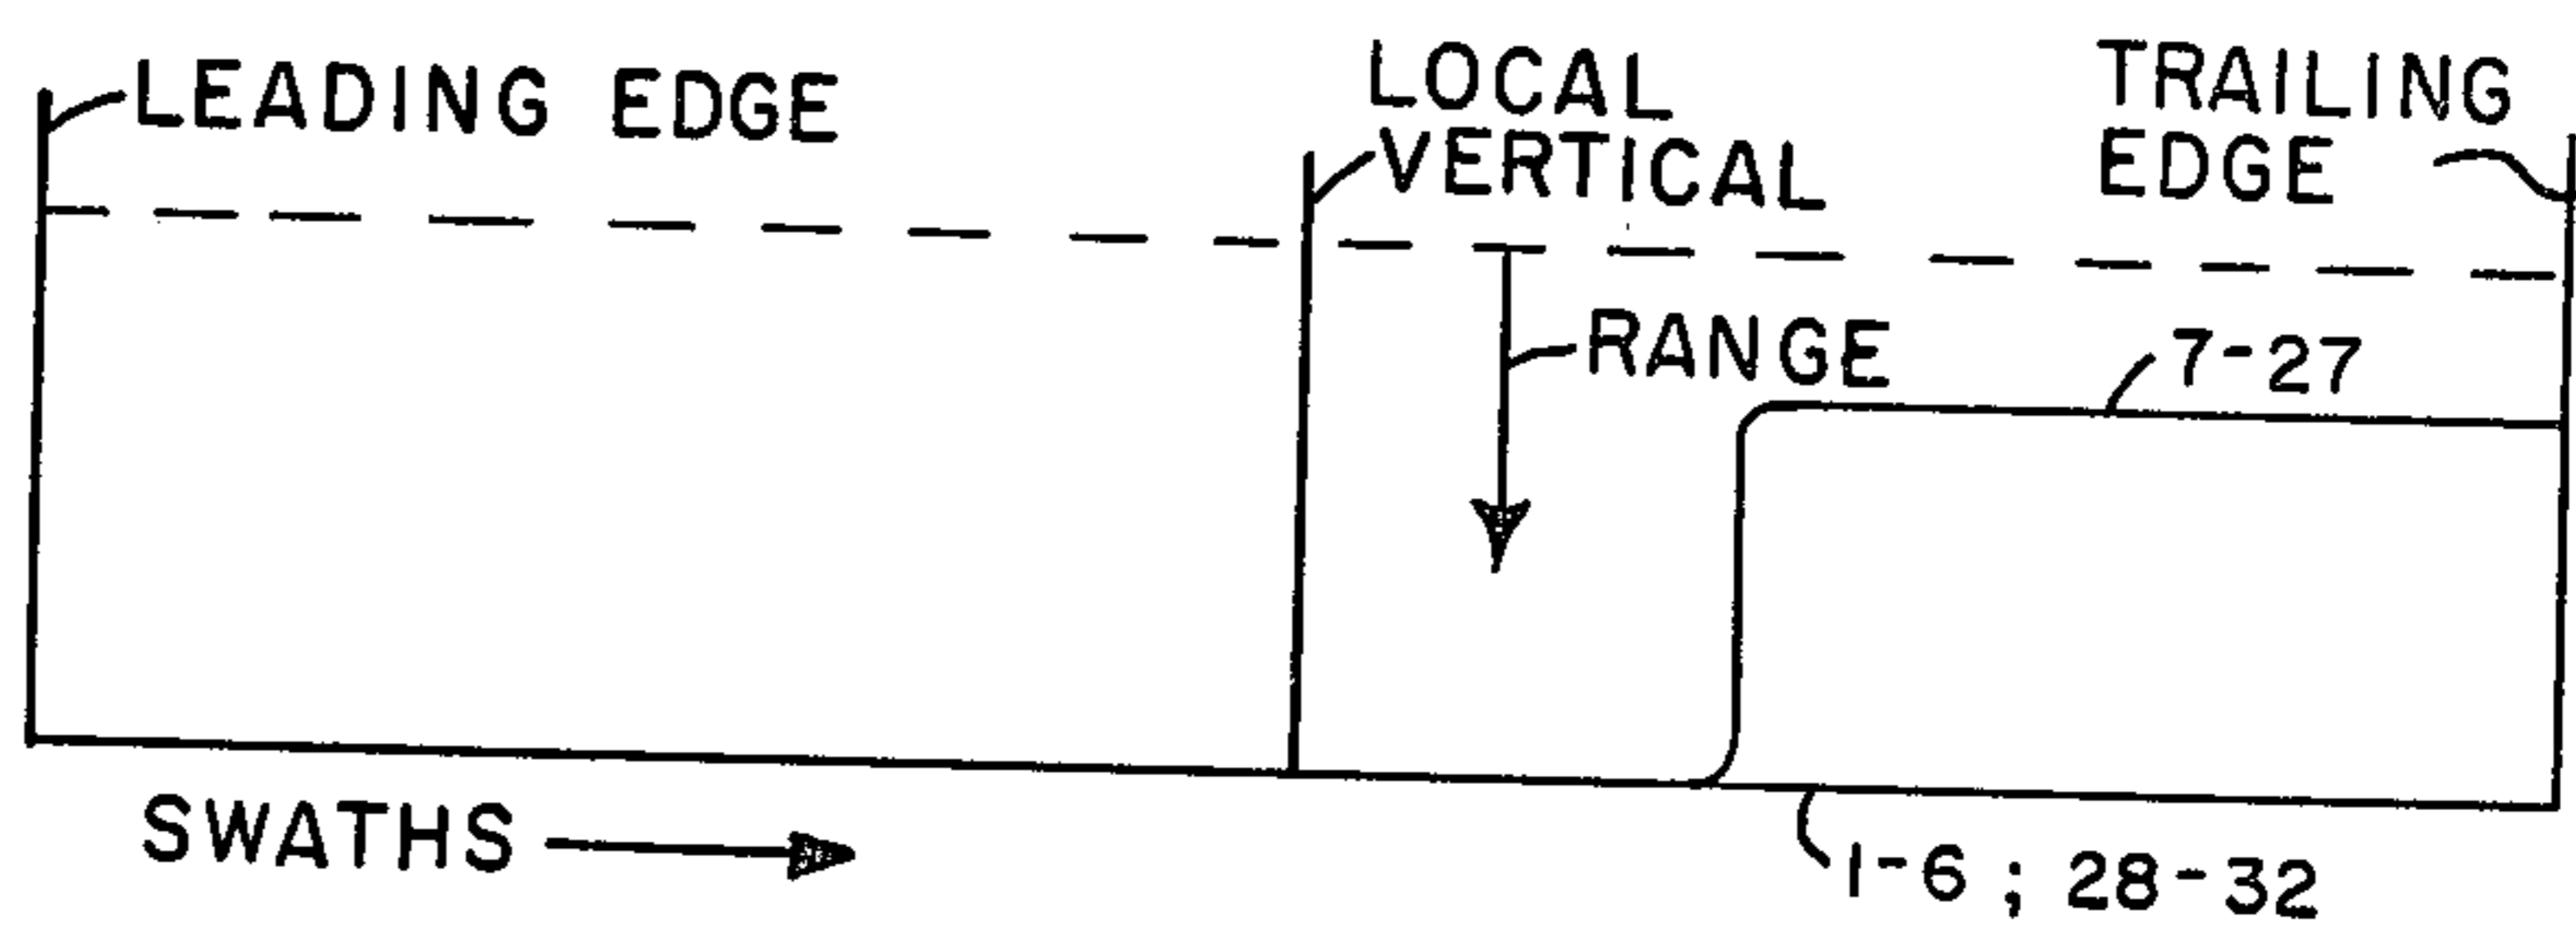 LEADING EDGE
LOCAL
VERTICAL
TRAILING
EDGE
RANGE
7-27
SWATHS
1-6 ; 28-32